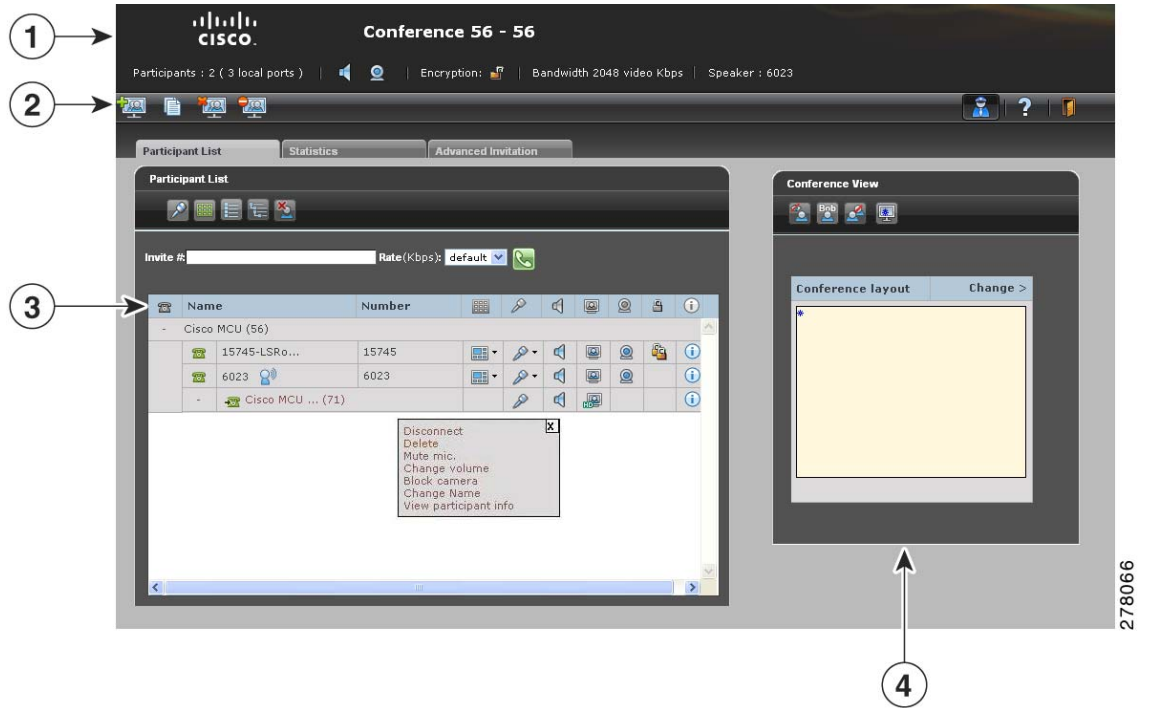 1
CISCO.
Conference 56 - 56
Participants : 2 ( 3 local ports ) | | Encryption: | Bandwidth 2048 video Kbps | Speaker : 6023
2
?
Participant List
Statistics
Advanced Invitation
Participant List
Invite #:
Rate(Kbps):
default
3
Name
Number
- Cisco MCU (56)
15745-LSRo...
15745
6023
6023
- Cisco MCU ... (71)
HD
X
Disconnect
Delete
Mute mic.
Change volume
Block camera
Change Name
View participant info
Conference View
Bob
Conference layout
Change >
*
4
278066